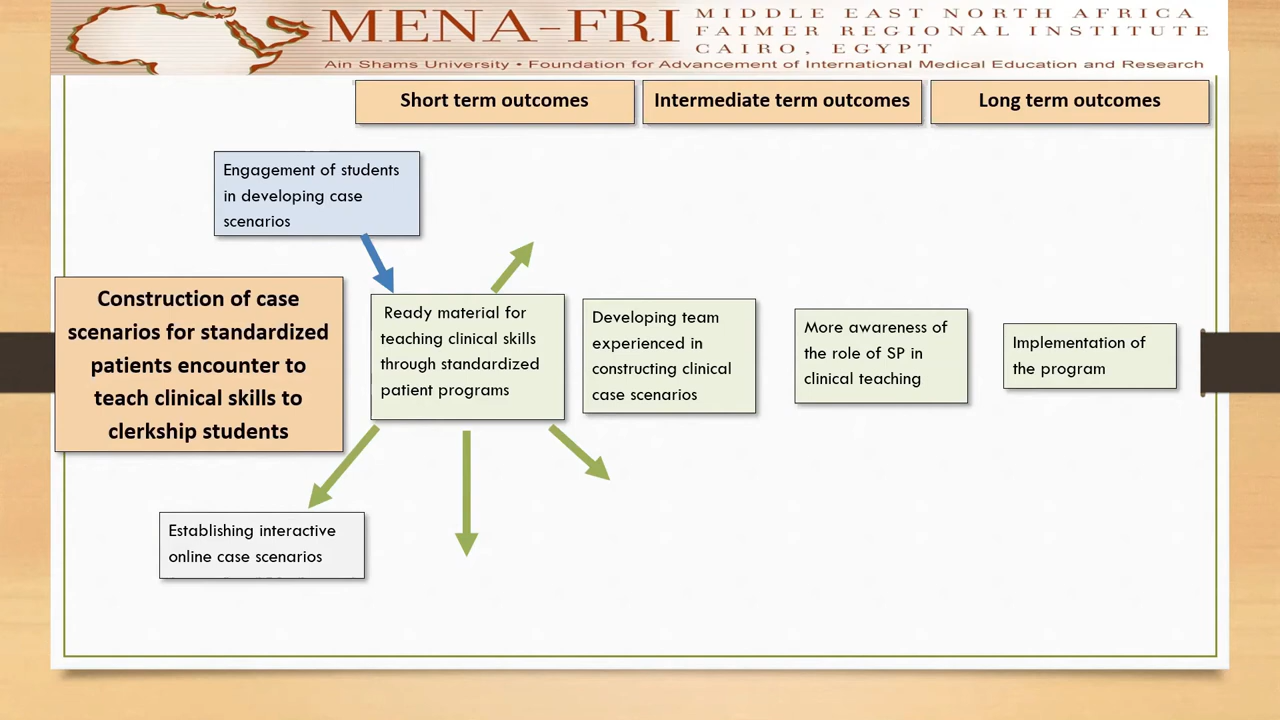 MENA-FRI
MIDDLE EAST NORTH AFRICA
FAIMER REGIONAL INSTITUTE
CAIRO, EGYPT
Ain Shams University • Foundation for Advancement of International Medical Education and Research
Short term outcomes
Intermediate term outcomes
Long term outcomes
Engagement of students
in developing case
scenarios
Construction of case
scenarios for standardized
patients encounter to
teach clinical skills to
clerkship students
Ready material for
teaching clinical skills
through standardized
patient programs
Developing team
experienced in
constructing clinical
case scenarios
More awareness of
the role of SP in
clinical teaching
Implementation of
the program
Establishing interactive
online case scenarios